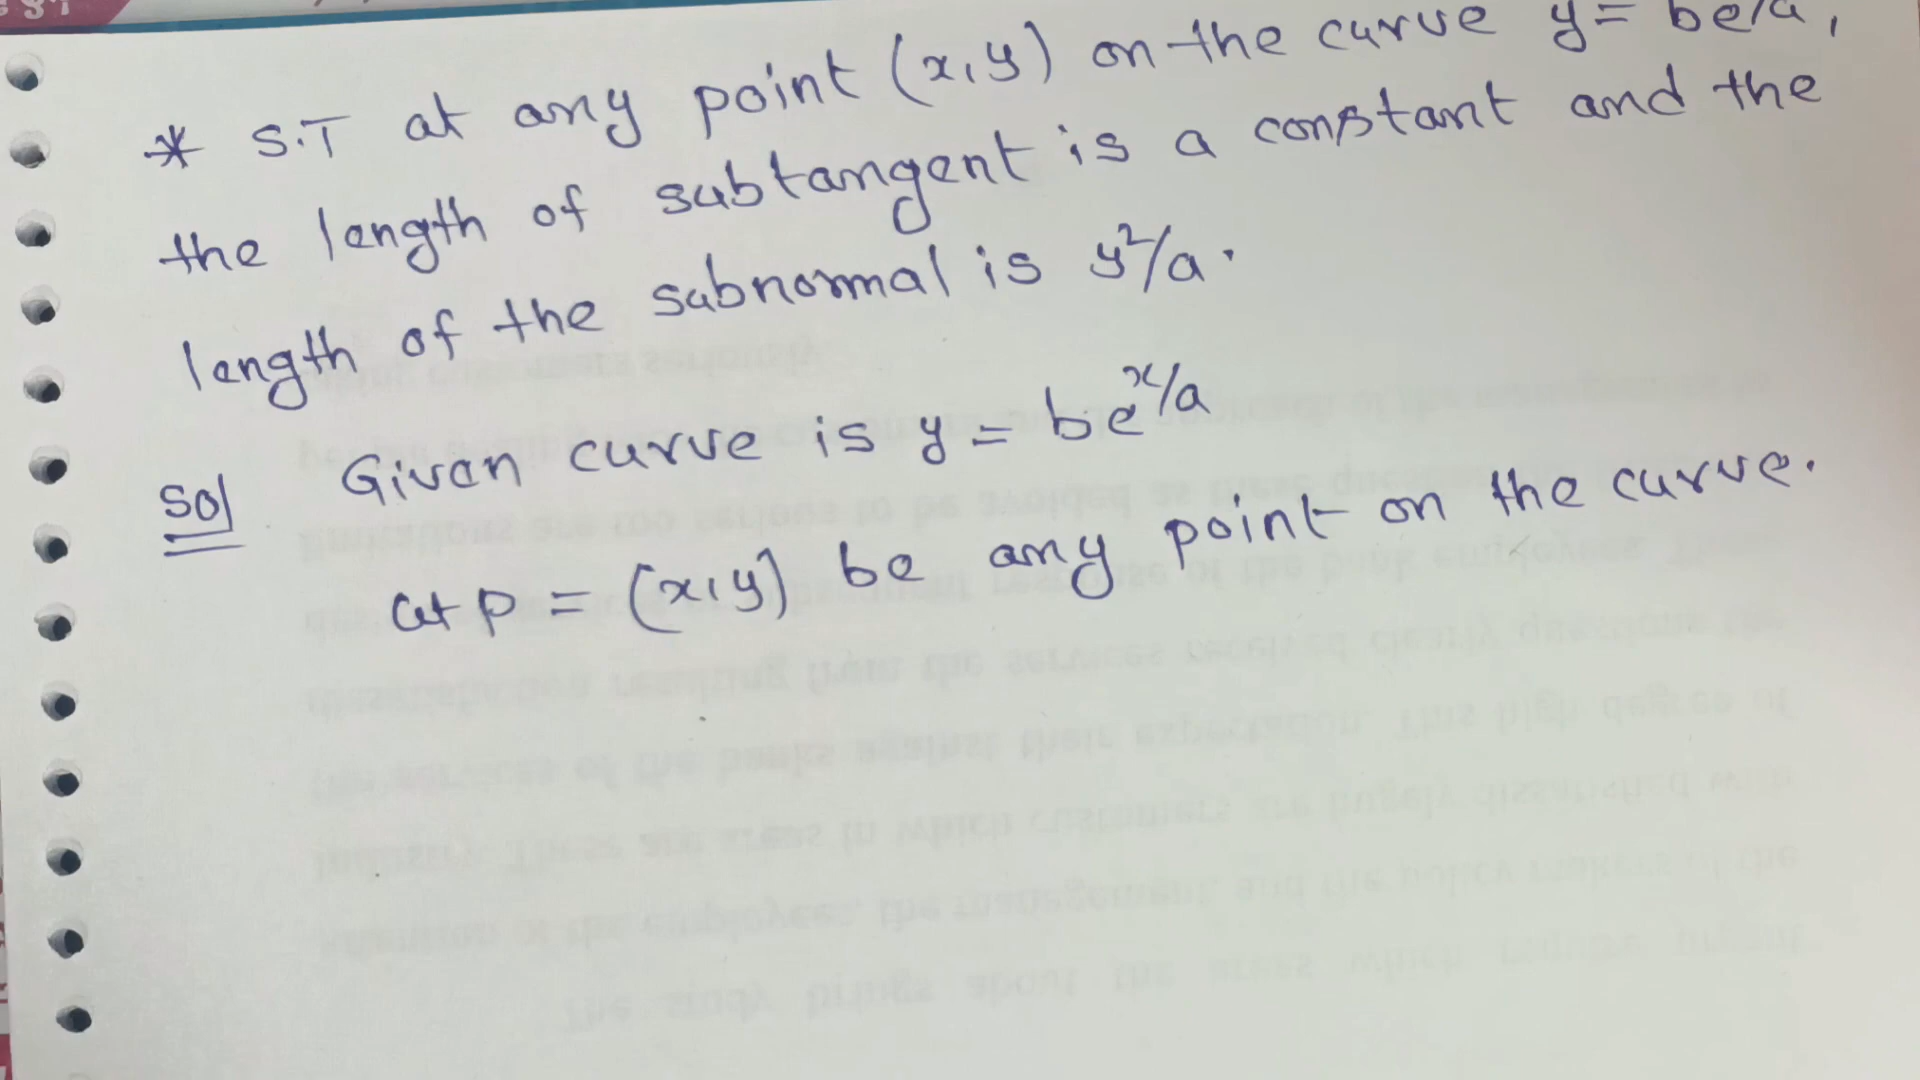 * S.T at any point (x,y) on the curve y = be
the length of subtangent is a constant and the
length of the subnormal is y²/a.
Sol Given curve is y = be^x/a
let p = (x,y) be any point on the curve.